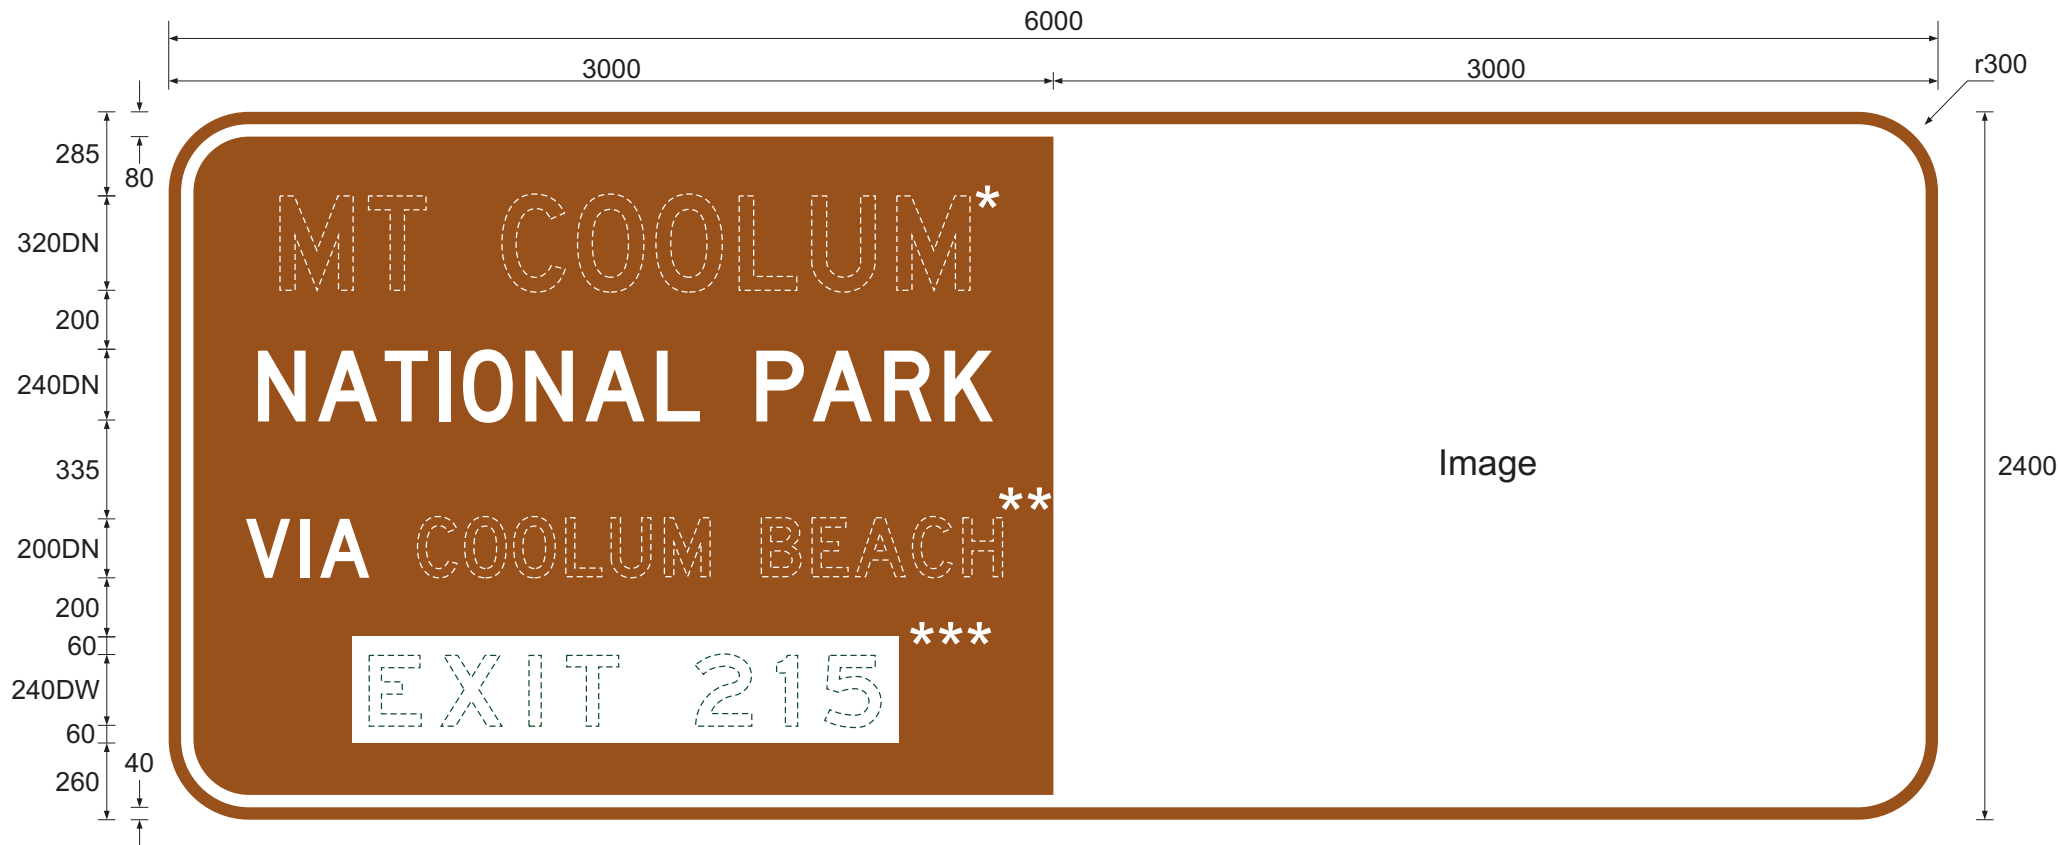 6000
3000 3000 r300
285
80
MT COOLUM*
320DN
200
NATIONAL PARK
240DN
335
Image
2400
VIA COOLUM BEACH**
200DN
200
60
EXIT 215***
240DW
60
40
260